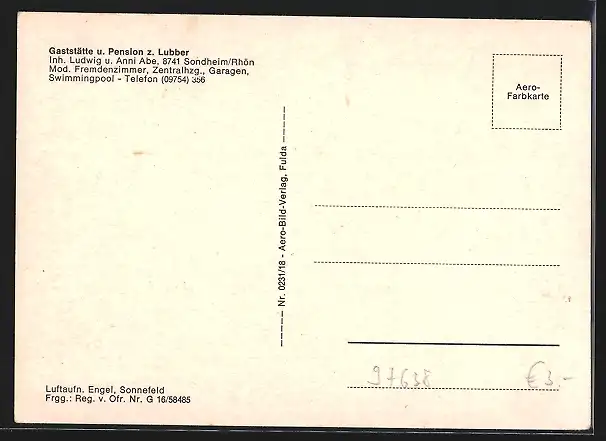 Gaststätte u. Pension z. Lubber
Inh. Ludwig u. Anni Abe, 8741 Sondheim/Rhön
Mod. Fremdenzimmer, Zentralhzg., Garagen,
Swimmingpool - Telefon (09754) 356
Aero-
Farbkarte
Nr. 0231/18 - Aero-Bild-Verlag, Fulda
Luftaufn. Engel, Sonnefeld
Frgg.: Reg. v. Ofr. Nr. G 16/58485
97638
€ 3.-